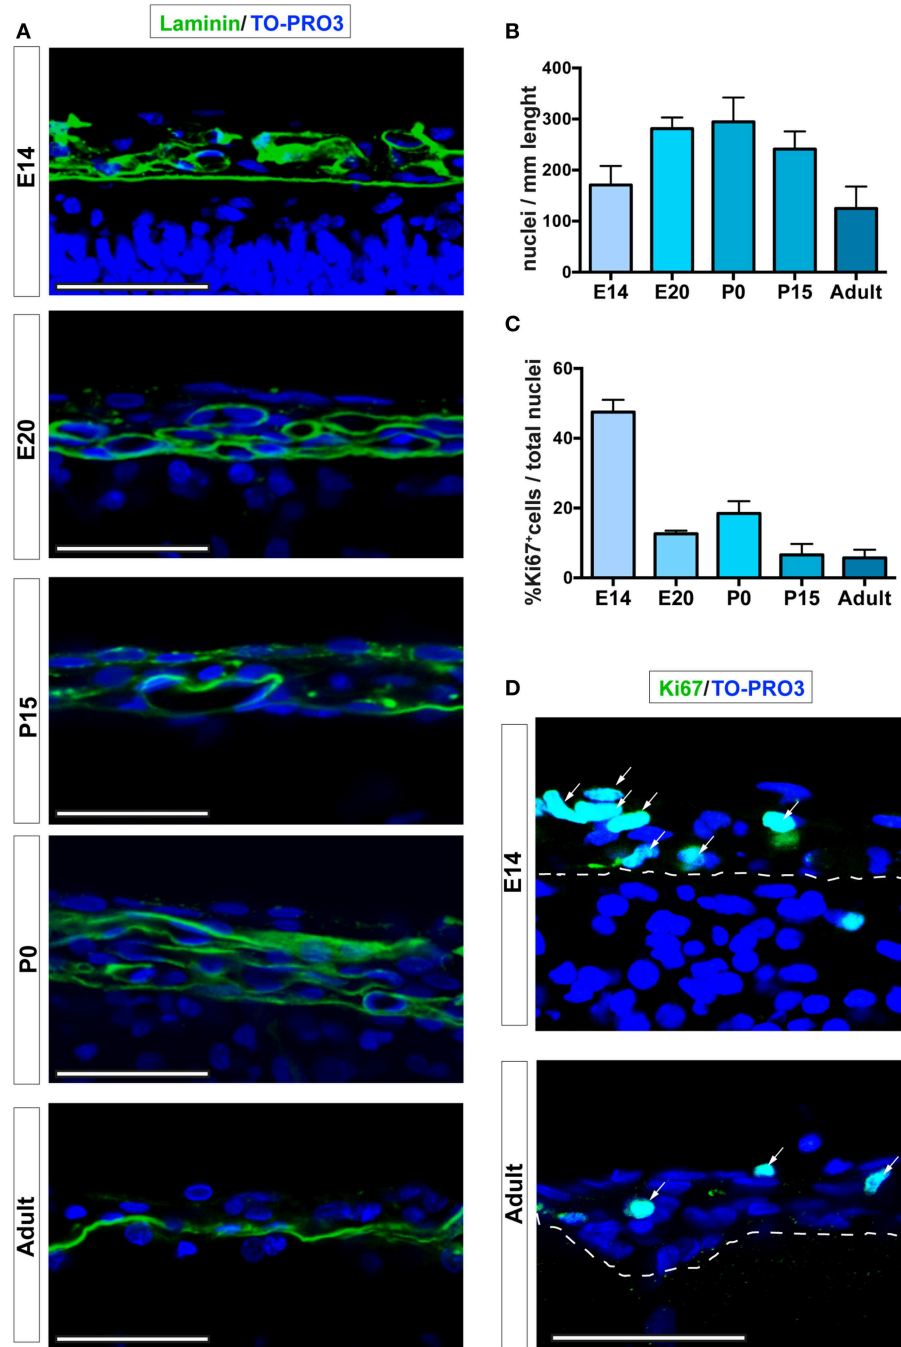 A
Laminin/TO-PRO3
E14
E20
P15
P0
Adult
B
nuclei / mm lenght
400
300
200
100
0
E14 E20 P0 P15 Adult
C
%Ki67+cells / total nuclei
60
40
20
0
E14 E20 P0 P15 Adult
D
Ki67/TO-PRO3
E14
Adult